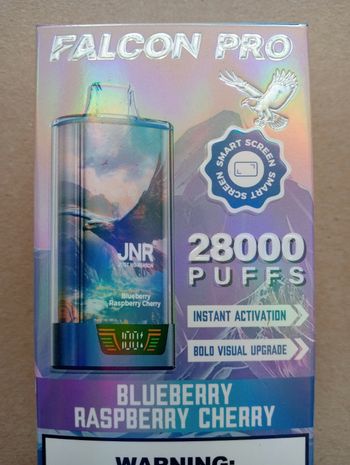 FALCON PRO
SMART SCREEN
SMART SCREEN
JNR
Blueberry
Raspberry Cherry
100%
28000
PUFFS
INSTANT ACTIVATION
BOLD VISUAL UPGRADE
BLUEBERRY
RASPBERRY CHERRY
WARNING: